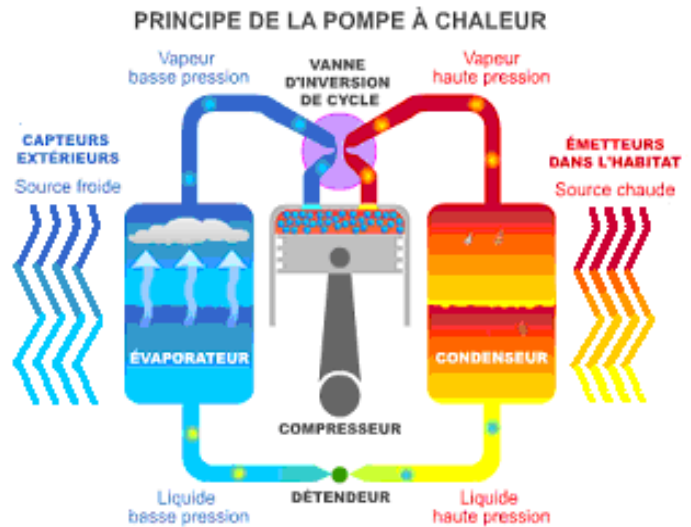 PRINCIPE DE LA POMPE À CHALEUR
Vapeur
basse pression
VANNE
D'INVERSION
DE CYCLE
Vapeur
haute pression
CAPTEURS
EXTÉRIEURS
Source froide
ÉMETTEURS
DANS L'HABITAT
Source chaude
ÉVAPORATEUR
CONDENSEUR
COMPRESSEUR
DÉTENDEUR
Liquide
basse pression
Liquide
haute pression